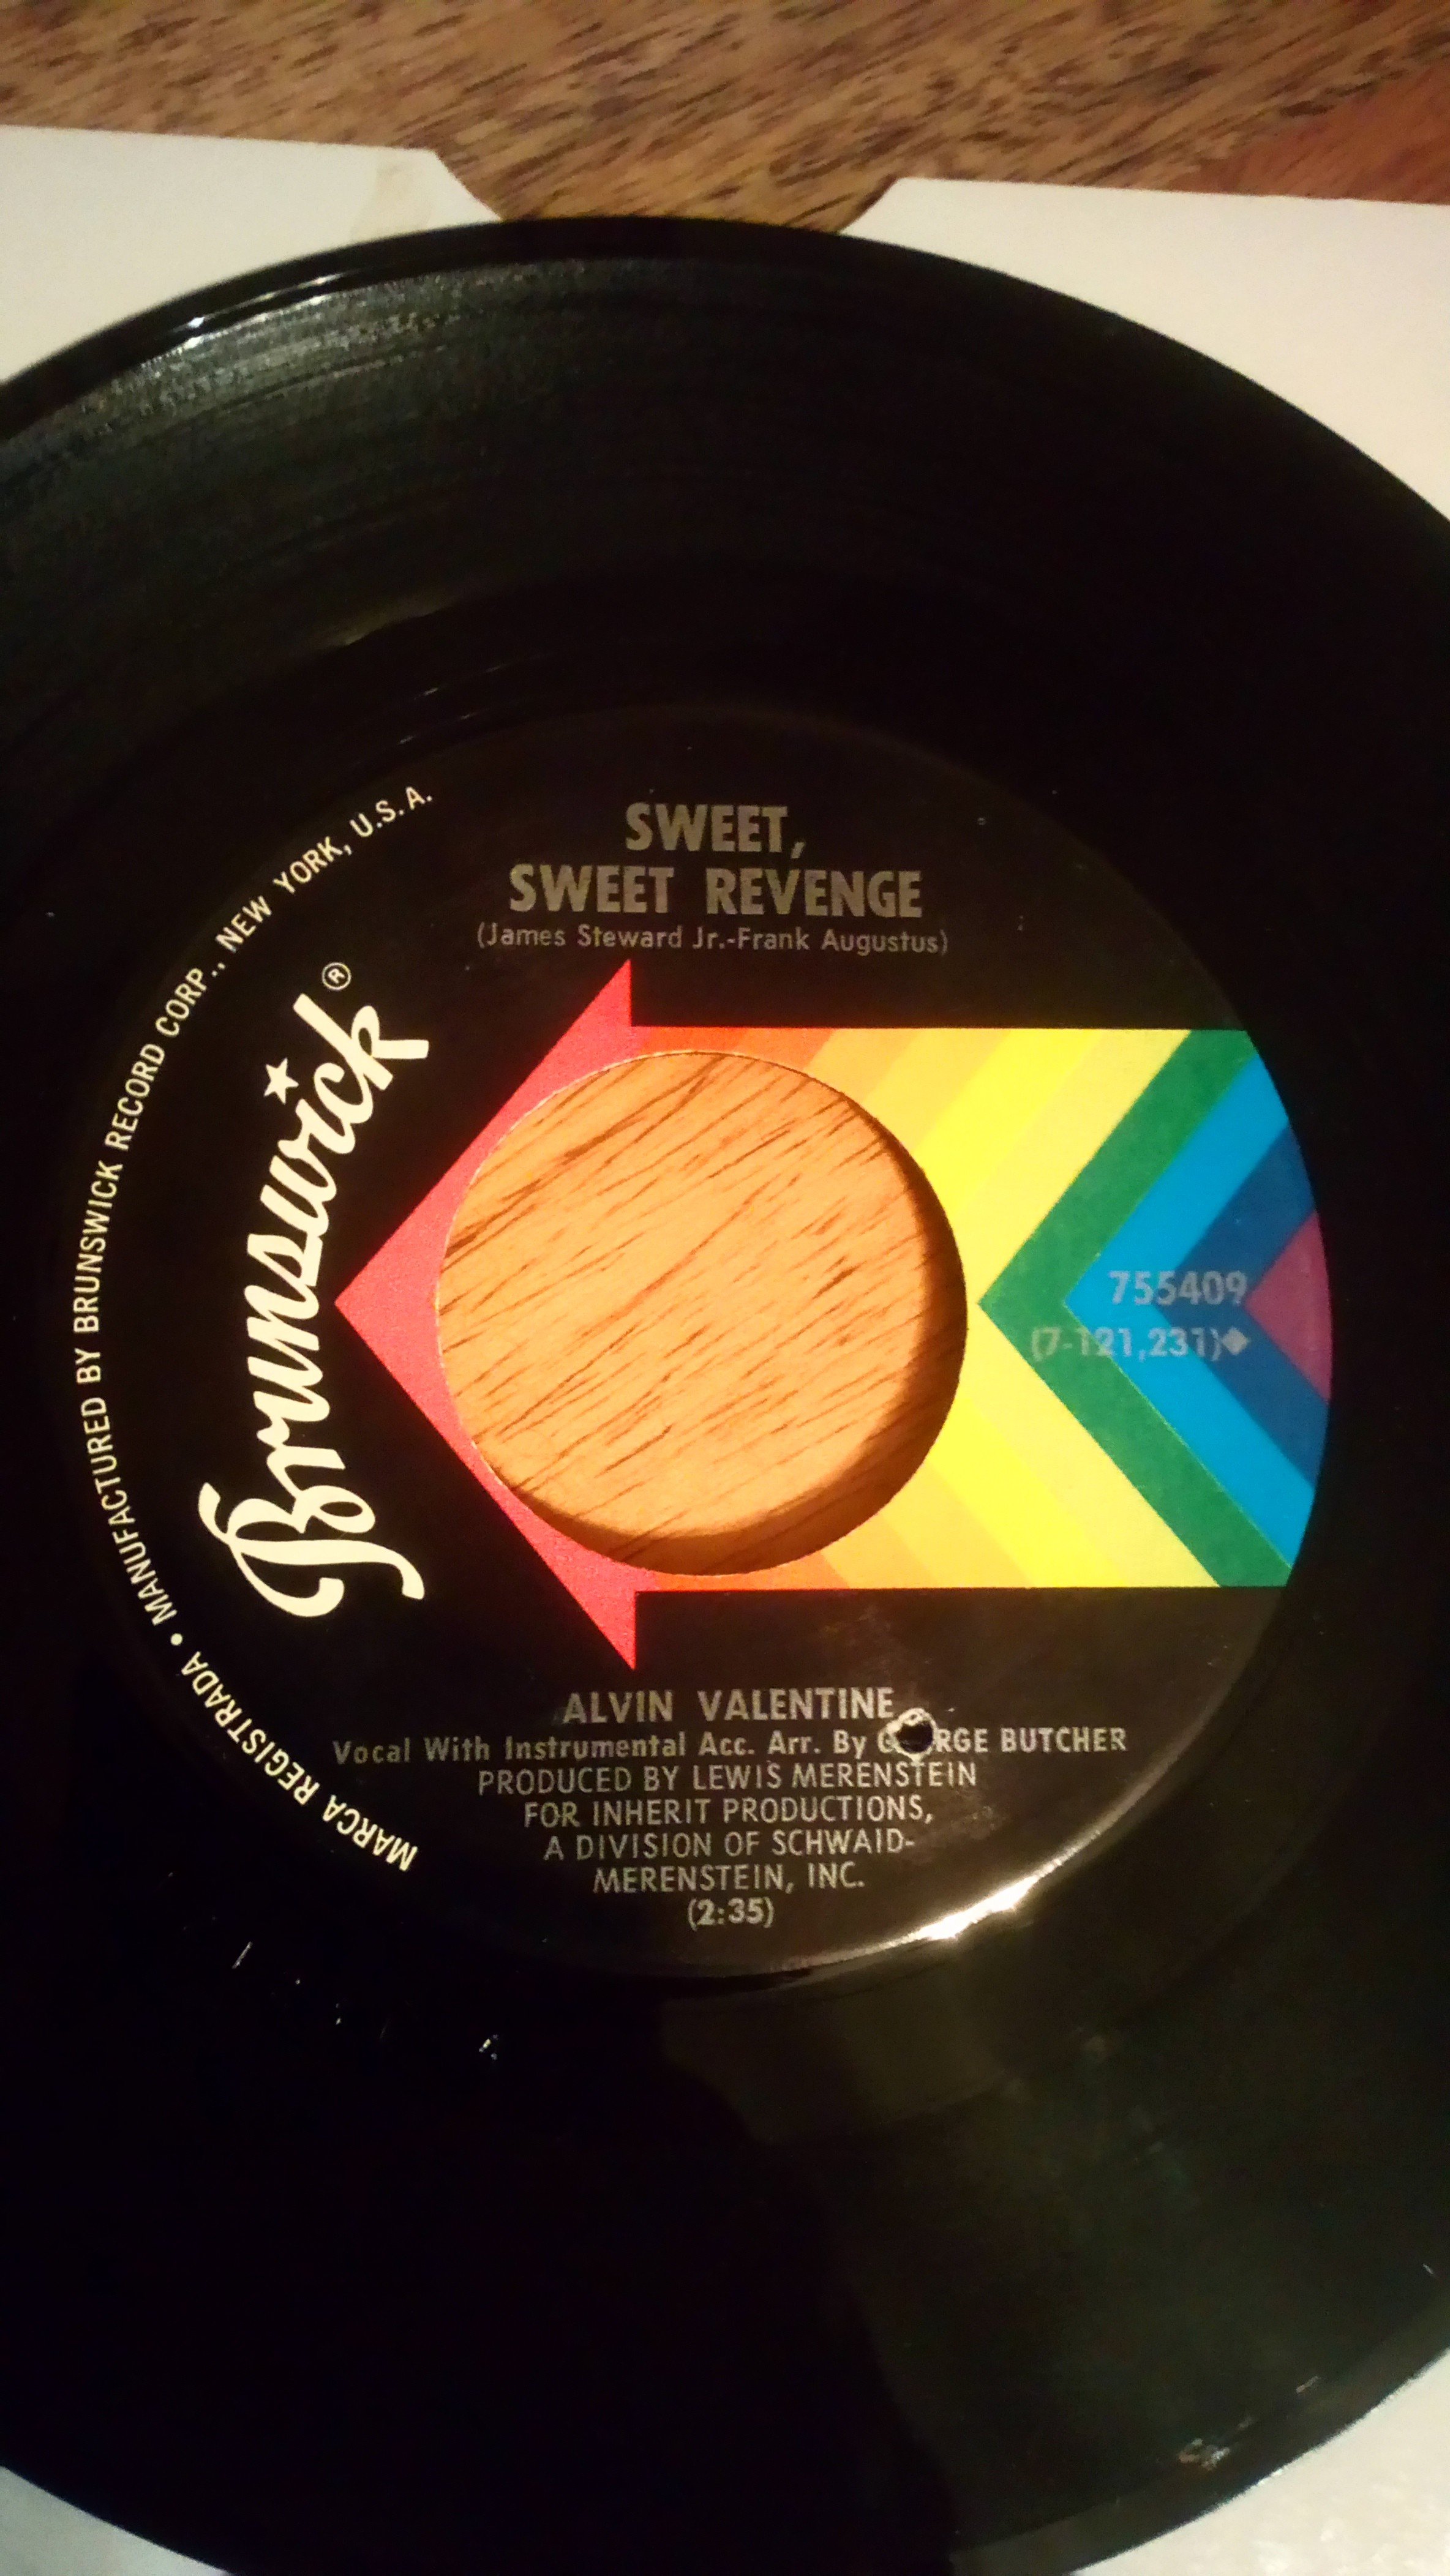 SWEET,
SWEET REVENGE
(James Steward Jr.-Frank Augustus)
Brunswick®
MARCA REGISTRADA • MANUFACTURED BY BRUNSWICK RECORD CORP., NEW YORK, U.S.A.
755409
(7-121,231)◆
ALVIN VALENTINE
Vocal With Instrumental Acc. Arr. By BUTCHER
PRODUCED BY LEWIS MERENSTEIN
FOR INHERIT PRODUCTIONS,
A DIVISION OF SCHWAID-
MERENSTEIN, INC.
(2:35)